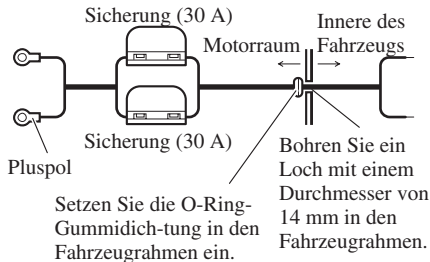 Sicherung (30 A)
Motorraum
Innere des
Fahrzeugs
Sicherung (30 A)
Pluspol
Setzen Sie die O-Ring-
Gummidich-tung in den
Fahrzeugrahmen ein.
Bohren Sie ein
Loch mit einem
Durchmesser von
14 mm in den
Fahrzeugrahmen.